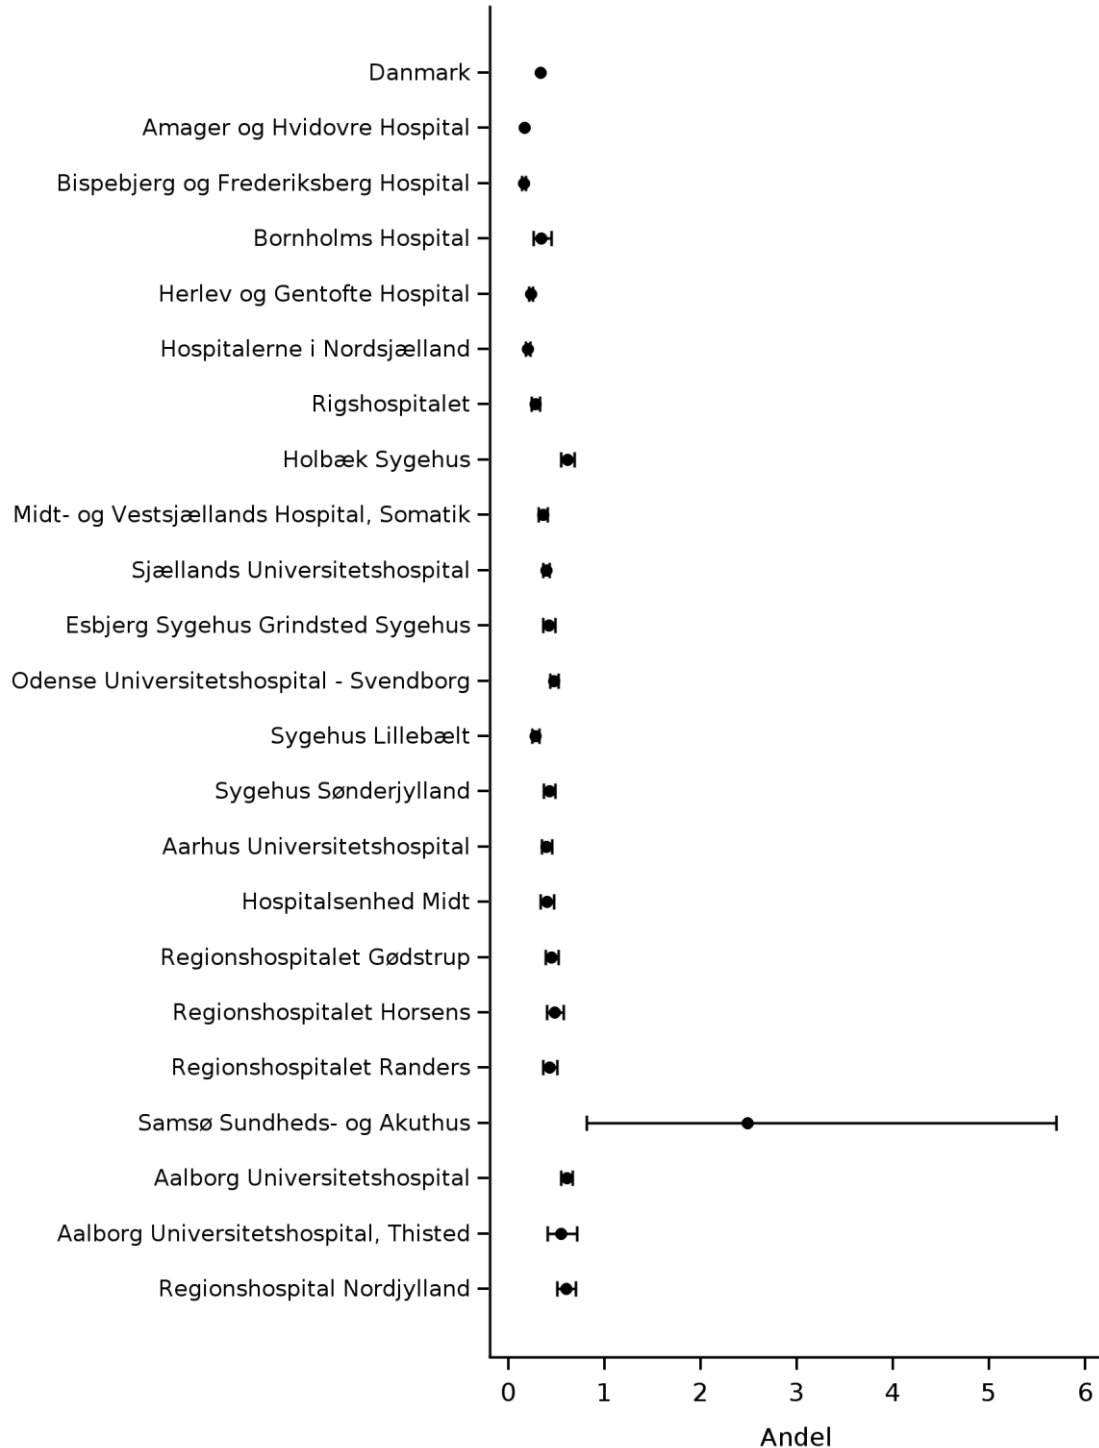 Danmark
Amager og Hvidovre Hospital
Bispebjerg og Frederiksberg Hospital
Bornholms Hospital
Herlev og Gentofte Hospital
Hospitalerne i Nordsjælland
Rigshospitalet
Holbæk Sygehus
Midt- og Vestsjællands Hospital, Somatik
Sjællands Universitetshospital
Esbjerg Sygehus Grindsted Sygehus
Odense Universitetshospital - Svendborg
Sygehus Lillebælt
Sygehus Sønderjylland
Aarhus Universitetshospital
Hospitalsenhed Midt
Regionshospitalet Gødstrup
Regionshospitalet Horsens
Regionshospitalet Randers
Samsø Sundheds- og Akuthus
Aalborg Universitetshospital
Aalborg Universitetshospital, Thisted
Regionshospital Nordjylland
0 1 2 3 4 5 6
Andel